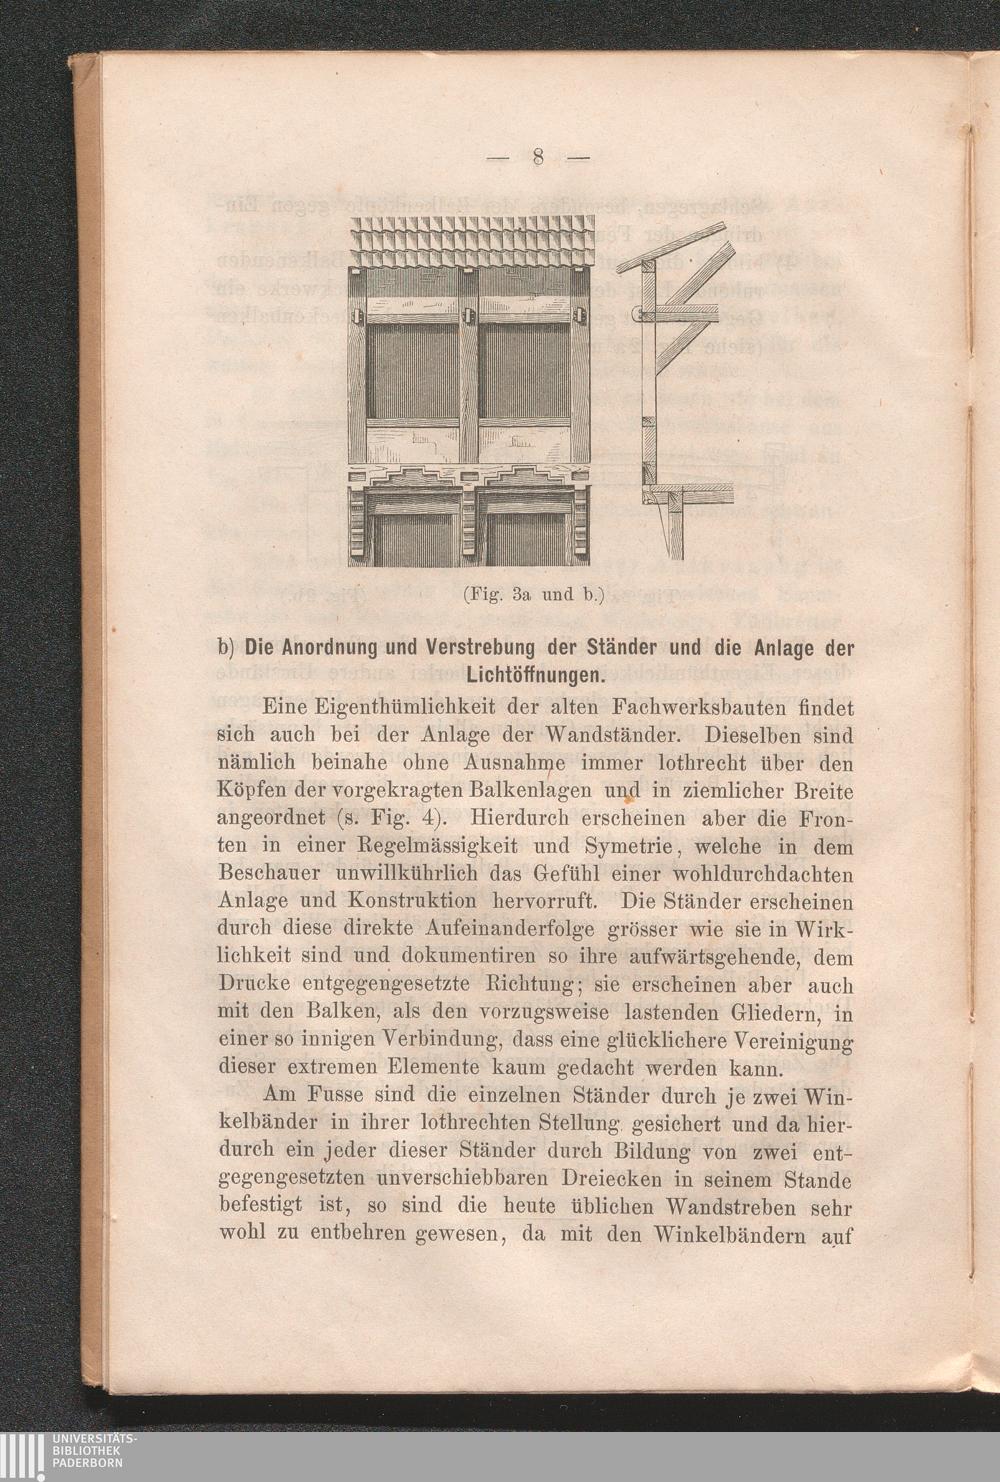 — 8 —
(Fig. 3a und b.)
b) Die Anordnung und Verstrebung der Ständer und die Anlage der
Lichtöffnungen.
Eine Eigenthümlichkeit der alten Fachwerksbauten findet
sich auch bei der Anlage der Wandständer. Dieselben sind
nämlich beinahe ohne Ausnahme immer lothrecht über den
Köpfen der vorgekragten Balkenlagen und in ziemlicher Breite
angeordnet (s. Fig. 4). Hierdurch erscheinen aber die Fron-
ten in einer Regelmässigkeit und Symetrie, welche in dem
Beschauer unwillkührlich das Gefühl einer wohldurchdachten
Anlage und Konstruktion hervorruft. Die Ständer erscheinen
durch diese direkte Aufeinanderfolge grösser wie sie in Wirk-
lichkeit sind und dokumentiren so ihre aufwärtsgehende, dem
Drucke entgegengesetzte Richtung; sie erscheinen aber auch
mit den Balken, als den vorzugsweise lastenden Gliedern, in
einer so innigen Verbindung, dass eine glücklichere Vereinigung
dieser extremen Elemente kaum gedacht werden kann.
Am Fusse sind die einzelnen Ständer durch je zwei Win-
kelbänder in ihrer lothrechten Stellung gesichert und da hier-
durch ein jeder dieser Ständer durch Bildung von zwei ent-
gegengesetzten unverschiebbaren Dreiecken in seinem Stande
befestigt ist, so sind die heute üblichen Wandstreben sehr
wohl zu entbehren gewesen, da mit den Winkelbändern auf
UNIVERSITÄTS-
BIBLIOTHEK
PADERBORN